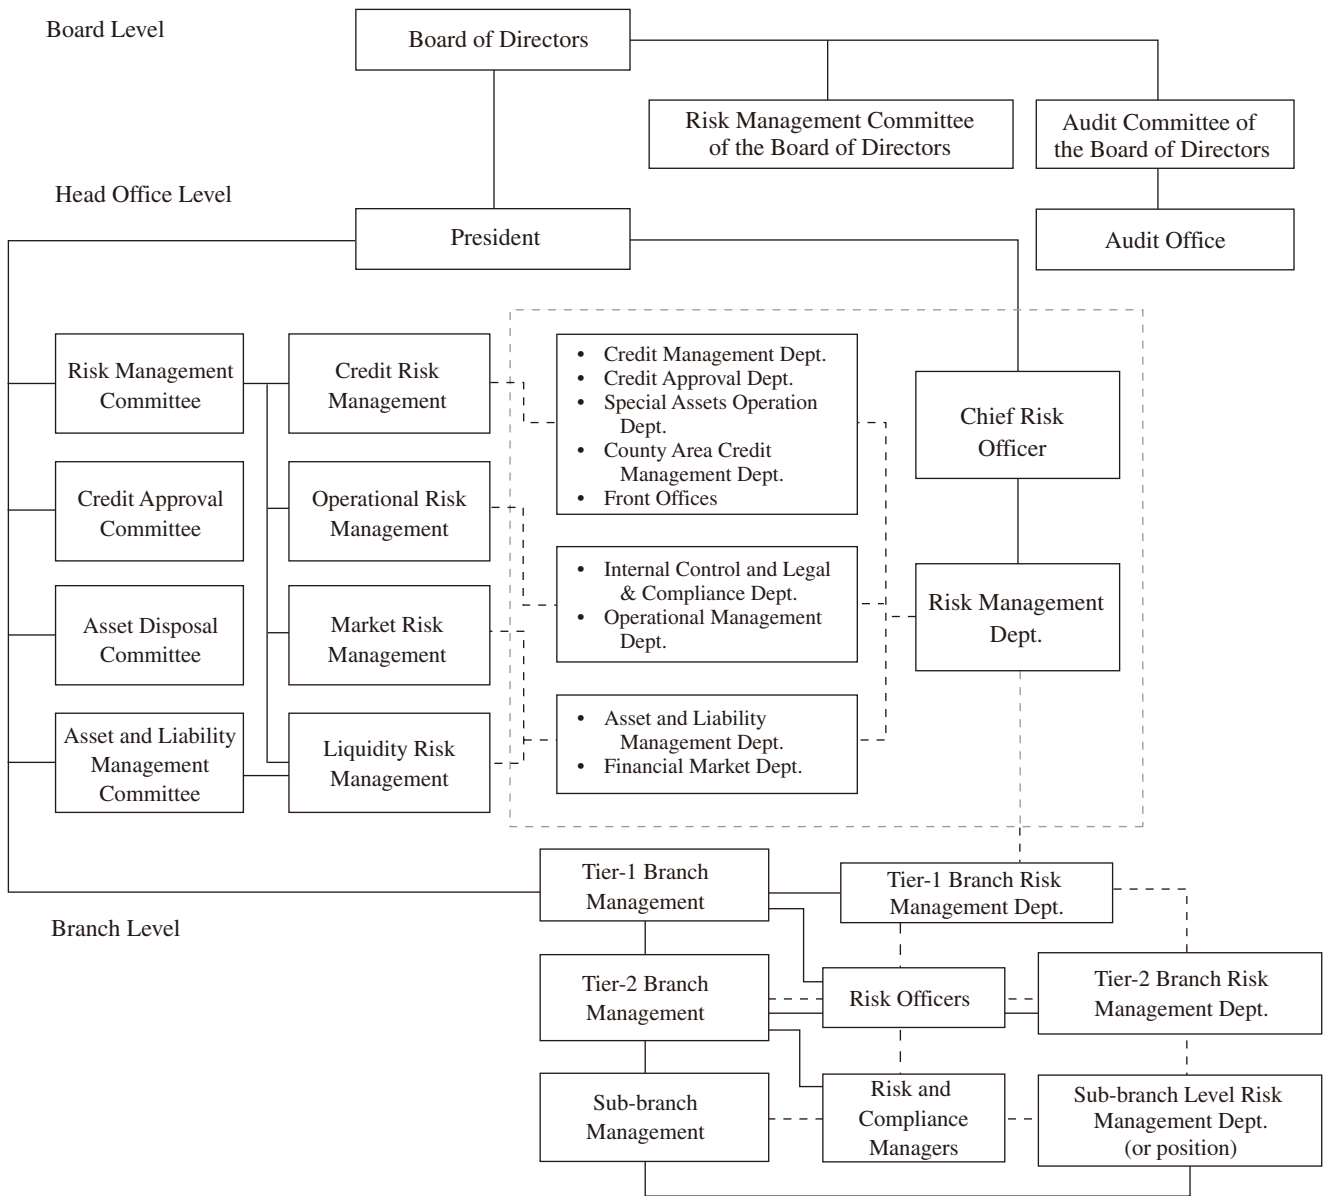 Board Level
Board of Directors
Risk Management Committee
of the Board of Directors
Audit Committee of
the Board of Directors
Head Office Level
President
Audit Office
Risk Management
Committee
Credit Risk
Management
• Credit Management Dept.
• Credit Approval Dept.
• Special Assets Operation
Dept.
• County Area Credit
Management Dept.
• Front Offices
Chief Risk
Officer
Credit Approval
Committee
Operational Risk
Management
• Internal Control and Legal
& Compliance Dept.
• Operational Management
Dept.
Risk Management
Dept.
Asset Disposal
Committee
Market Risk
Management
Asset and Liability
Management
Committee
Liquidity Risk
Management
• Asset and Liability
Management Dept.
• Financial Market Dept.
Tier-1 Branch
Management
Tier-1 Branch Risk
Management Dept.
Branch Level
Tier-2 Branch
Management
Risk Officers
Tier-2 Branch Risk
Management Dept.
Sub-branch
Management
Risk and
Compliance
Managers
Sub-branch Level Risk
Management Dept.
(or position)